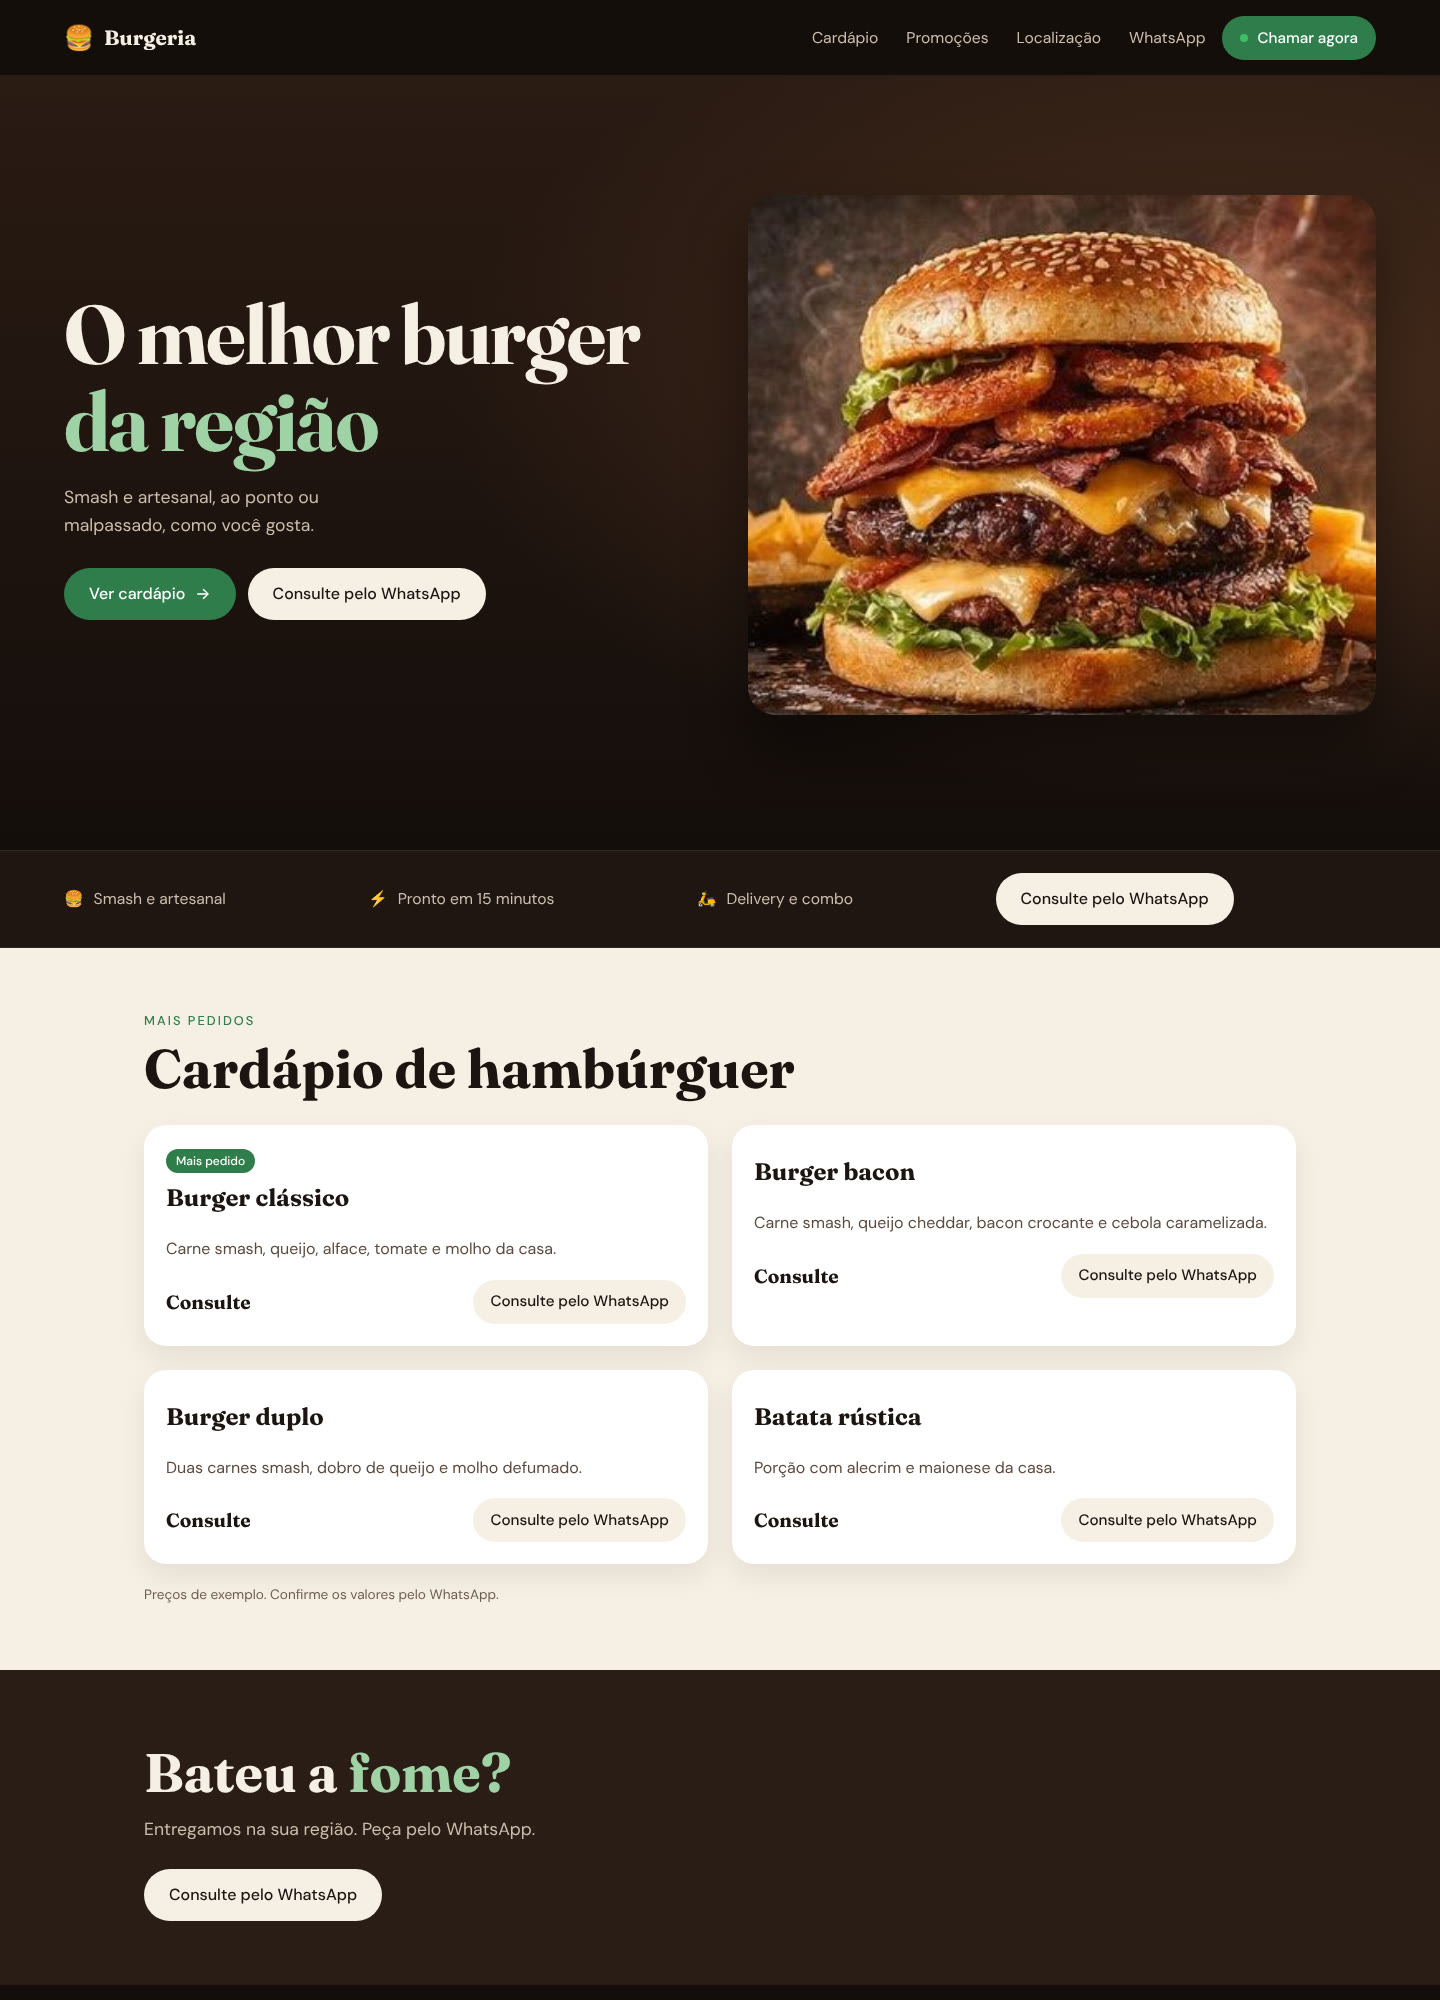 Burgeria
Cardápio
Promoções
Localização
WhatsApp
Chamar agora
O melhor burger
da região
Smash e artesanal, ao ponto ou
malpassado, como você gosta.
Ver cardápio →
Consulte pelo WhatsApp
Smash e artesanal
Pronto em 15 minutos
Delivery e combo
Consulte pelo WhatsApp
MAIS PEDIDOS
Cardápio de hambúrguer
Mais pedido
Burger clássico
Carne smash, queijo, alface, tomate e molho da casa.
Consulte
Consulte pelo WhatsApp
Burger bacon
Carne smash, queijo cheddar, bacon crocante e cebola caramelizada.
Consulte
Consulte pelo WhatsApp
Burger duplo
Duas carnes smash, dobro de queijo e molho defumado.
Consulte
Consulte pelo WhatsApp
Batata rústica
Porção com alecrim e maionese da casa.
Consulte
Consulte pelo WhatsApp
Preços de exemplo. Confirme os valores pelo WhatsApp.
Bateu a fome?
Entregamos na sua região. Peça pelo WhatsApp.
Consulte pelo WhatsApp